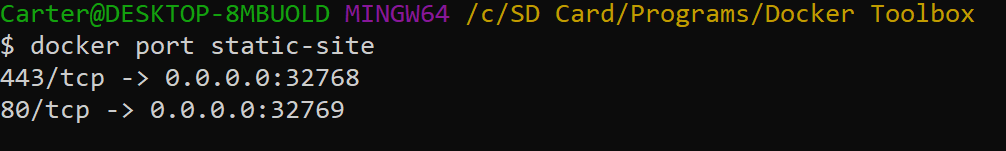 Carter@DESKTOP-8MBUOLD MINGW64 /c/SD Card/Programs/Docker Toolbox
$ docker port static-site
443/tcp -> 0.0.0.0:32768
80/tcp -> 0.0.0.0:32769